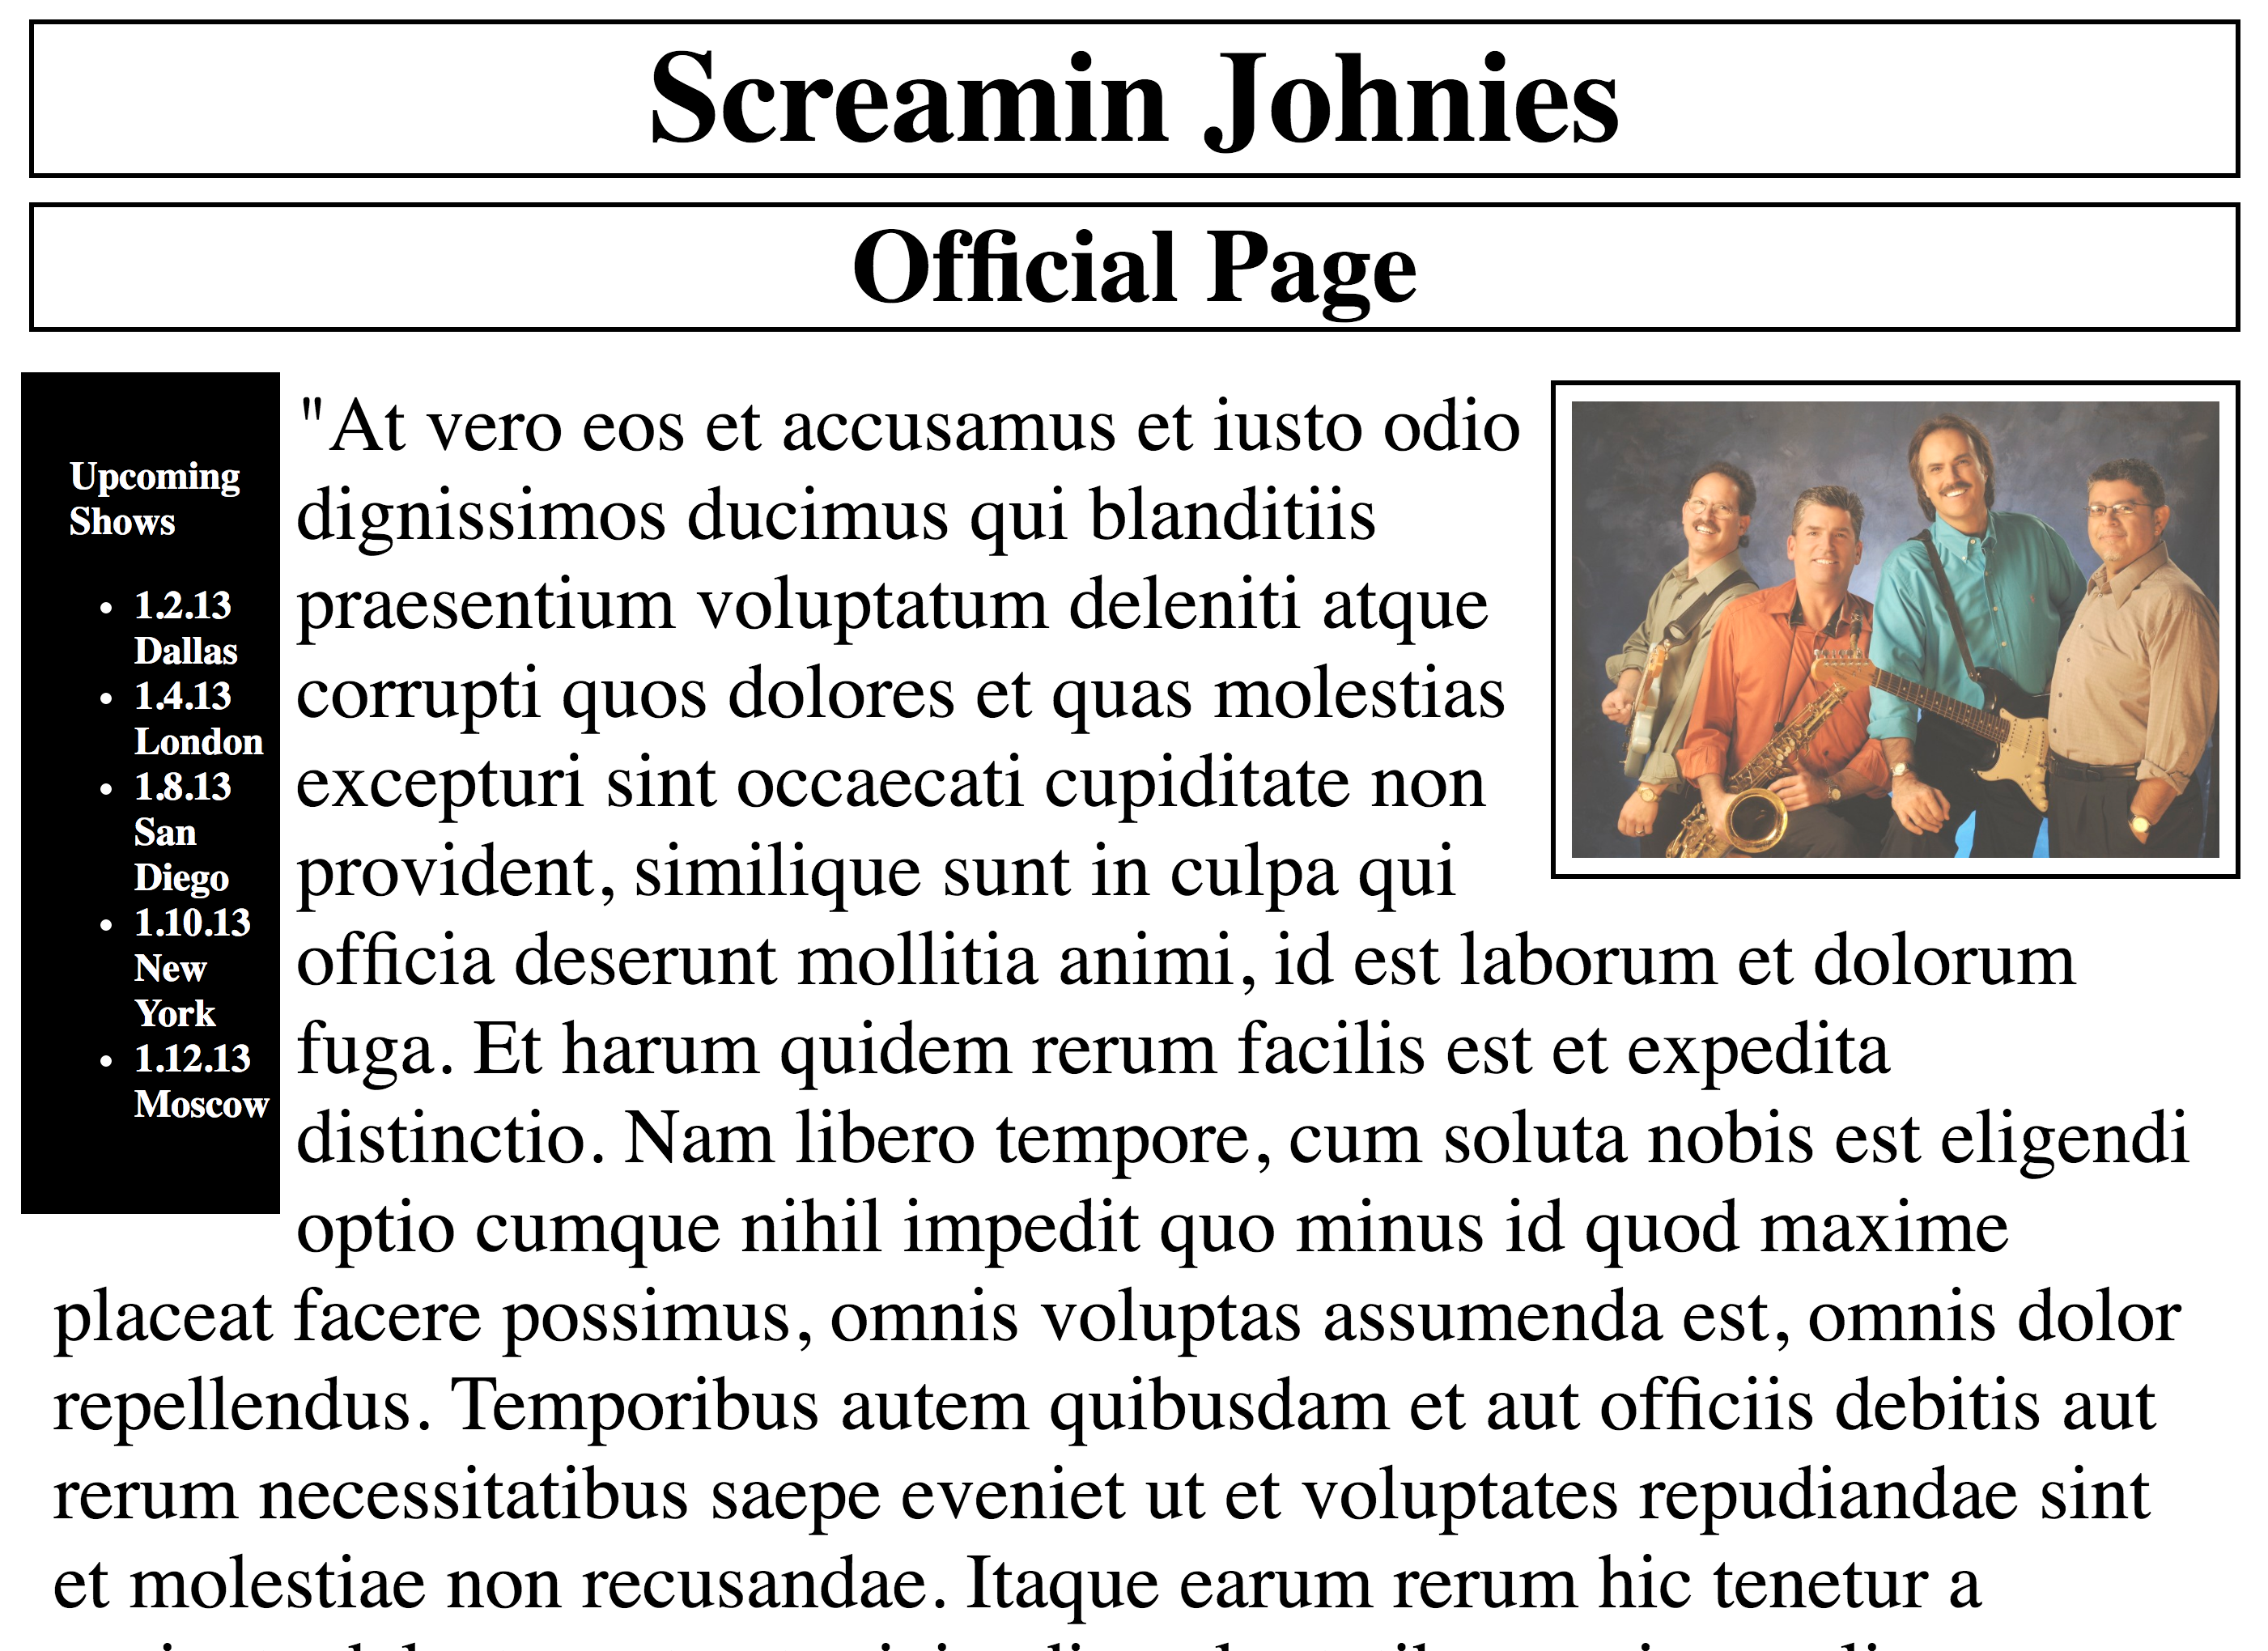 Screamin Johnies
Official Page
Upcoming
Shows
• 1.2.13
Dallas
• 1.4.13
London
• 1.8.13
San
Diego
• 1.10.13
New
York
• 1.12.13
Moscow
"At vero eos et accusamus et iusto odio
dignissimos ducimus qui blanditiis
praesentium voluptatum deleniti atque
corrupti quos dolores et quas molestias
excepturi sint occaecati cupiditate non
provident, similique sunt in culpa qui
officia deserunt mollitia animi, id est laborum et dolorum
fuga. Et harum quidem rerum facilis est et expedita
distinctio. Nam libero tempore, cum soluta nobis est eligendi
optio cumque nihil impedit quo minus id quod maxime
placeat facere possimus, omnis voluptas assumenda est, omnis dolor
repellendus. Temporibus autem quibusdam et aut officiis debitis aut
rerum necessitatibus saepe eveniet ut et voluptates repudiandae sint
et molestiae non recusandae. Itaque earum rerum hic tenetur a